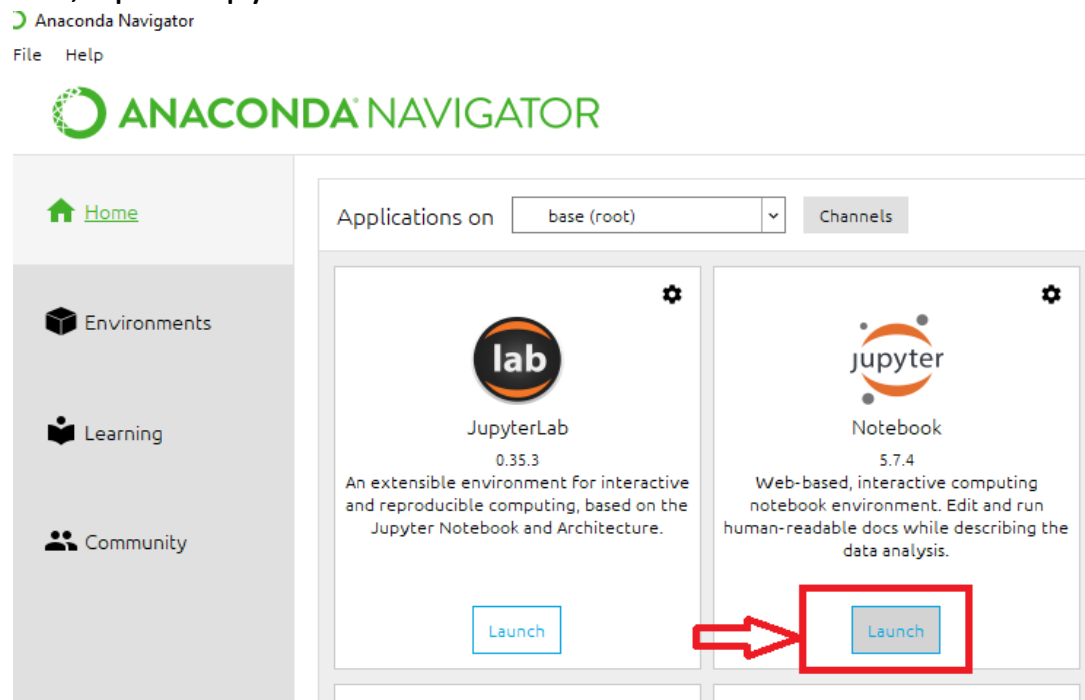 Anaconda Navigator
File Help
ANACONDA NAVIGATOR
Home
Applications on base (root) Channels
Environments
Learning
Community
lab
JupyterLab
0.35.3
An extensible environment for interactive
and reproducible computing, based on the
Jupyter Notebook and Architecture.
Launch
jupyter
Notebook
5.7.4
Web-based, interactive computing
notebook environment. Edit and run
human-readable docs while describing the
data analysis.
Launch